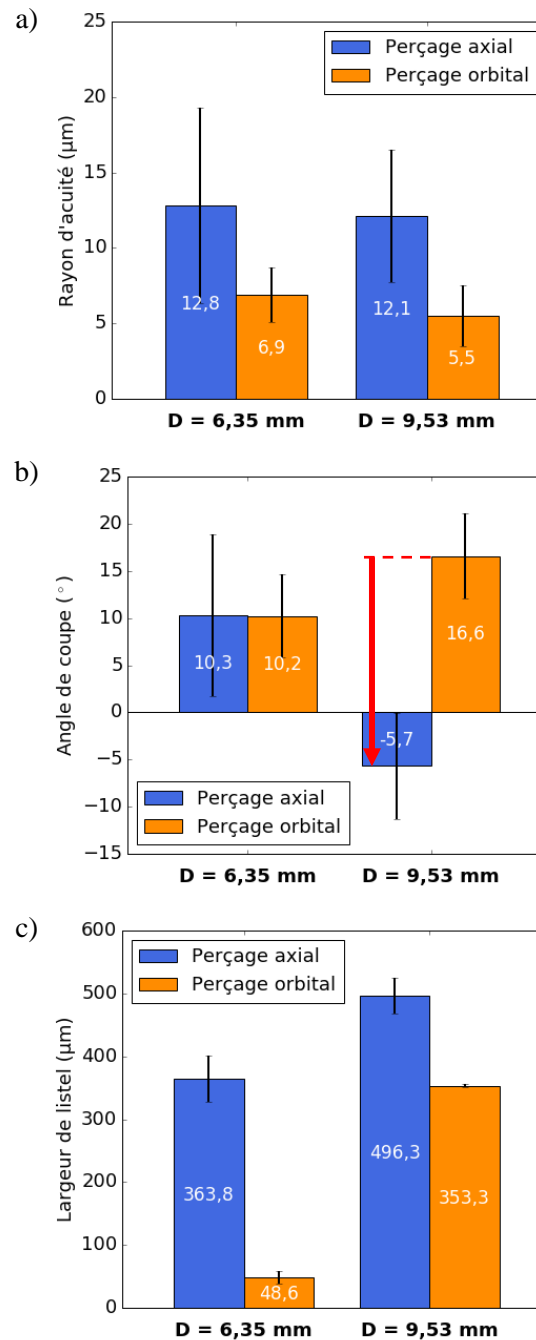 a)
Perçage axial
Perçage orbital
Rayon d'acuité (μm)
25
20
15
10
5
0
12,8
6,9
12,1
5,5
D = 6,35 mm
D = 9,53 mm
b)
Angle de coupe (°)
25
20
15
10
5
0
−5
−10
−15
10,3
10,2
-5,7
16,6
Perçage axial
Perçage orbital
D = 6,35 mm
D = 9,53 mm
c)
Perçage axial
Perçage orbital
Largeur de listel (μm)
600
500
400
300
200
100
0
363,8
48,6
496,3
353,3
D = 6,35 mm
D = 9,53 mm